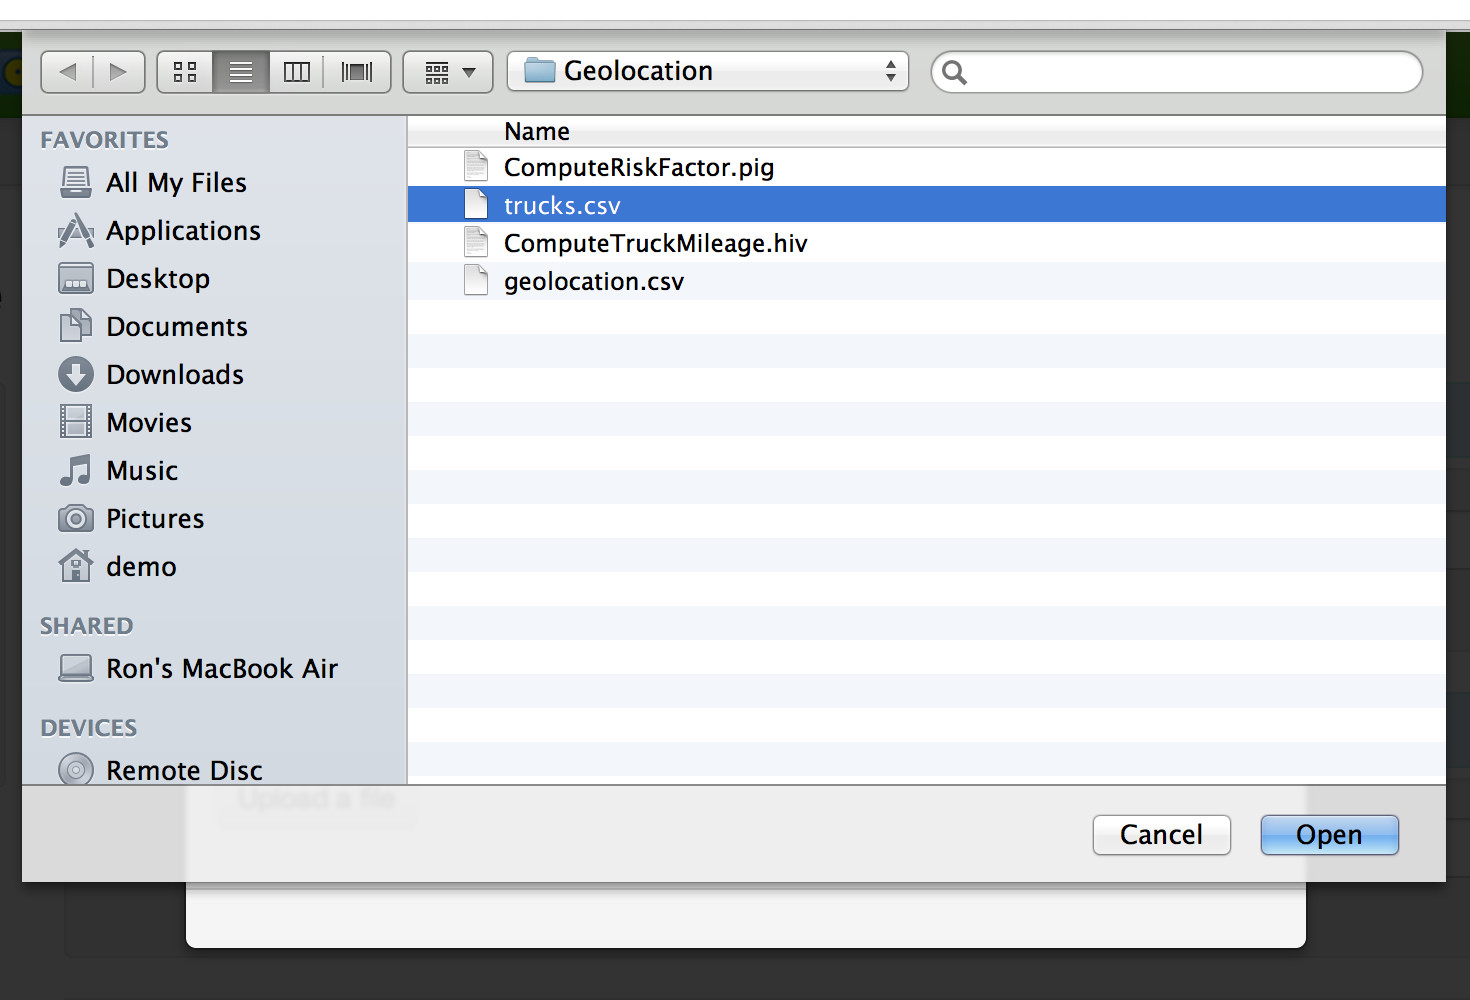 Geolocation
FAVORITES
All My Files
Applications
Desktop
Documents
Downloads
Movies
Music
Pictures
demo
SHARED
Ron's MacBook Air
DEVICES
Remote Disc
Name
ComputeRiskFactor.pig
trucks.csv
ComputeTruckMileage.hiv
geolocation.csv
Upload a file
Cancel
Open